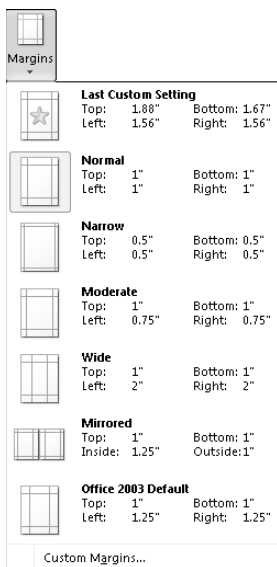 Margins
Last Custom Setting
Top: 1.88" Bottom: 1.67"
Left: 1.56" Right: 1.56"
Normal
Top: 1" Bottom: 1"
Left: 1" Right: 1"
Narrow
Top: 0.5" Bottom: 0.5"
Left: 0.5" Right: 0.5"
Moderate
Top: 1" Bottom: 1"
Left: 0.75" Right: 0.75"
Wide
Top: 1" Bottom: 1"
Left: 2" Right: 2"
Mirrored
Top: 1" Bottom: 1"
Inside: 1.25" Outside: 1"
Office 2003 Default
Top: 1" Bottom: 1"
Left: 1.25" Right: 1.25"
Custom Margins...